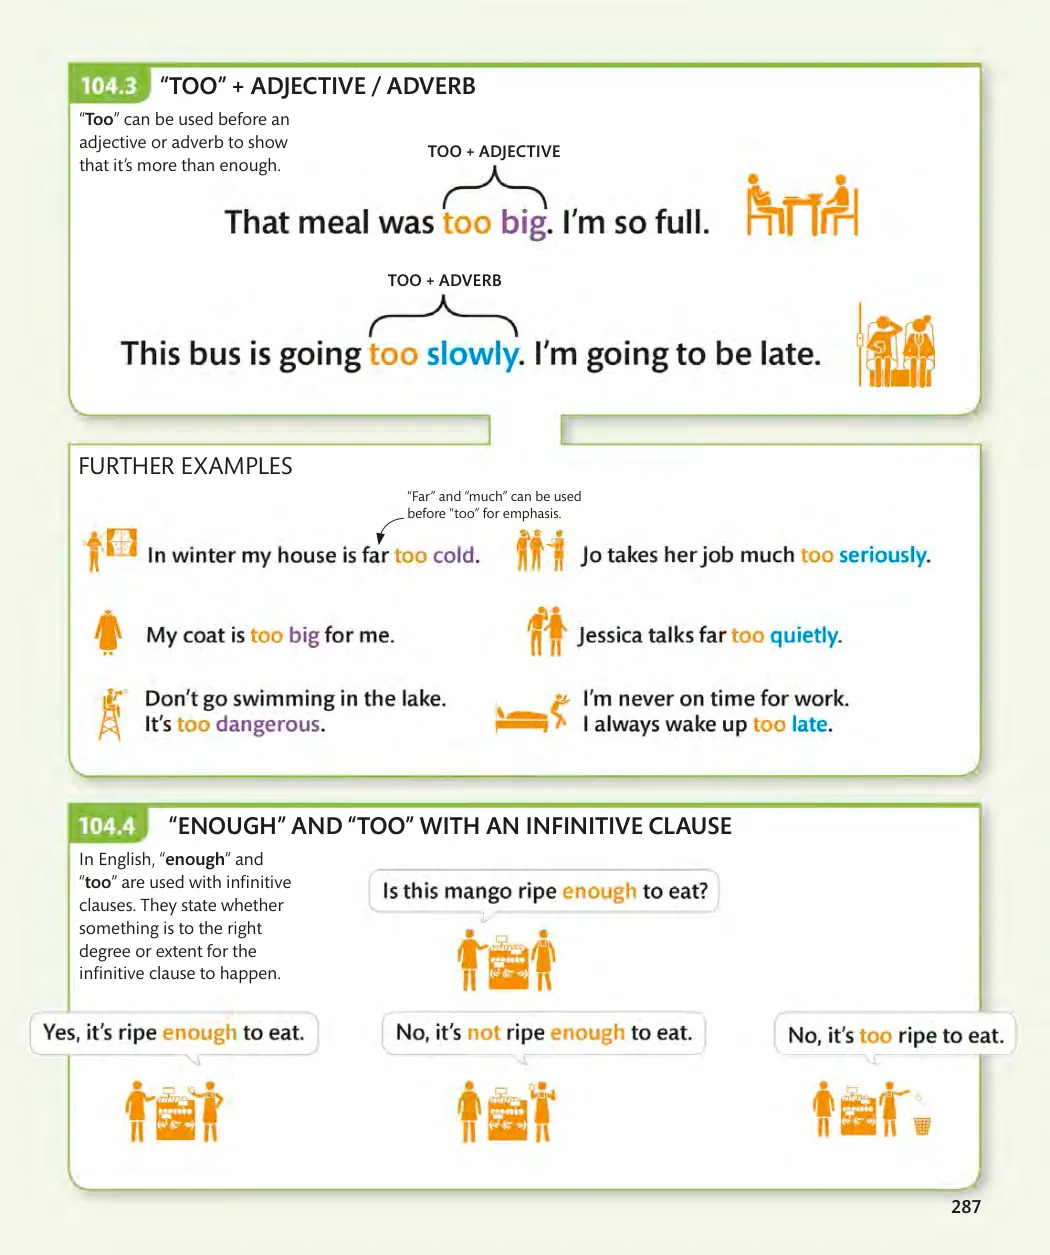 104.3 “TOO” + ADJECTIVE / ADVERB
“Too” can be used before an
adjective or adverb to show
that it’s more than enough.
TOO + ADJECTIVE
That meal was too big. I’m so full.
TOO + ADVERB
This bus is going too slowly. I’m going to be late.
FURTHER EXAMPLES
“Far” and “much” can be used
before “too” for emphasis.
In winter my house is far too cold.
Jo takes her job much too seriously.
My coat is too big for me.
Jessica talks far too quietly.
Don’t go swimming in the lake.
It’s too dangerous.
I’m never on time for work.
I always wake up too late.
104.4 “ENOUGH” AND “TOO” WITH AN INFINITIVE CLAUSE
In English, “enough” and
“too” are used with infinitive
clauses. They state whether
something is to the right
degree or extent for the
infinitive clause to happen.
Is this mango ripe enough to eat?
Yes, it’s ripe enough to eat.
No, it’s not ripe enough to eat.
No, it’s too ripe to eat.
287